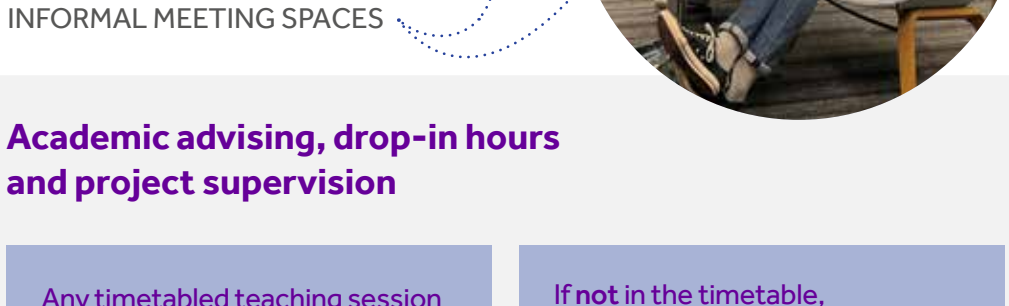 INFORMAL MEETING SPACES
Academic advising, drop-in hours
and project supervision
Any timetabled teaching session
If not in the timetable,